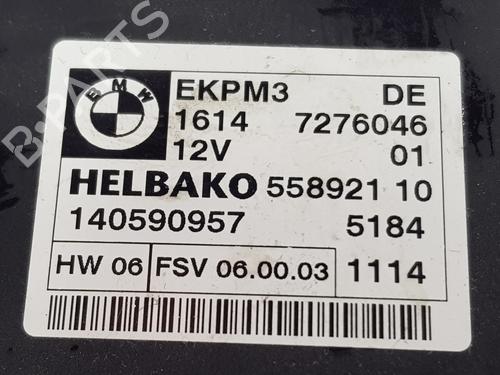 B-PARTS
BMW
EKPM3 DE
1614 7276046
12V 01
HELBAKO 558921 10
140590957 5184
HW 06 FSV 06.00.03 1114